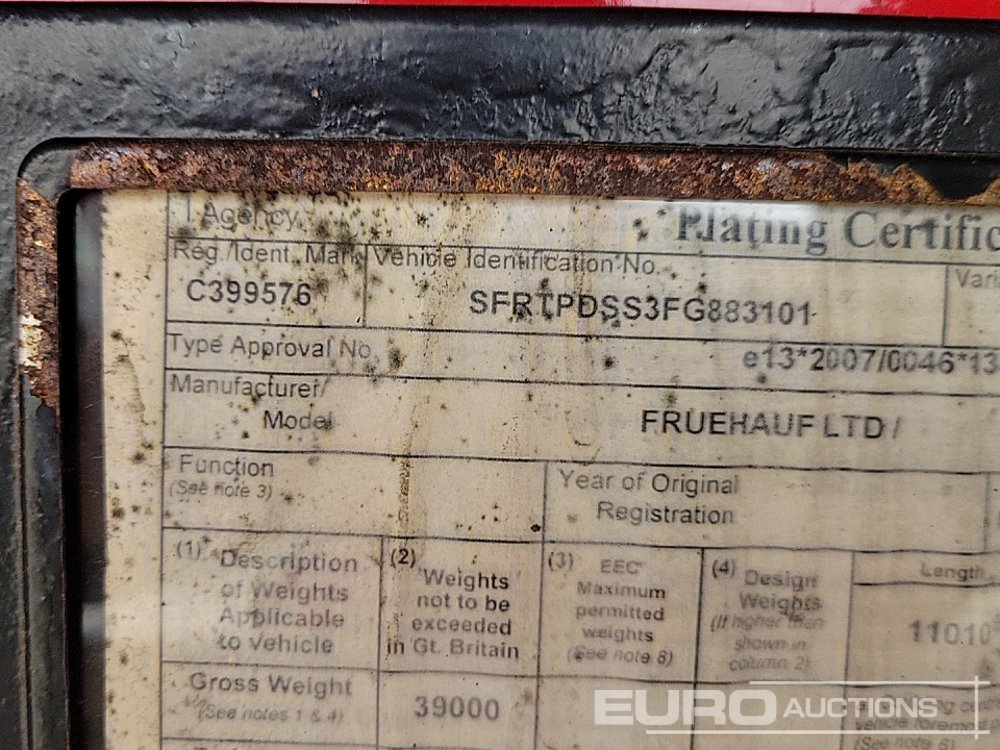 Agency
Plating Certific
Reg./Ident. Mark
Vehicle Identification No.
Vari
C399576
SFRTPDSS3FG883101
Type Approval No.
e13*2007/0046*13
Manufacturer/
Model
FRUEHAUF LTD /
Function
(See note 3)
Year of Original
Registration
(1) Description
of Weights
Applicable
to vehicle
(2) Weights
not to be
exceeded
in Gt. Britain
(3) EEC
Maximum
permitted
weights
(See note 8)
(4) Design
Weights
(If higher than
shown in
column 2)
Length
11010
Gross Weight
(See notes 1 & 4)
39000
EURO AUCTIONS